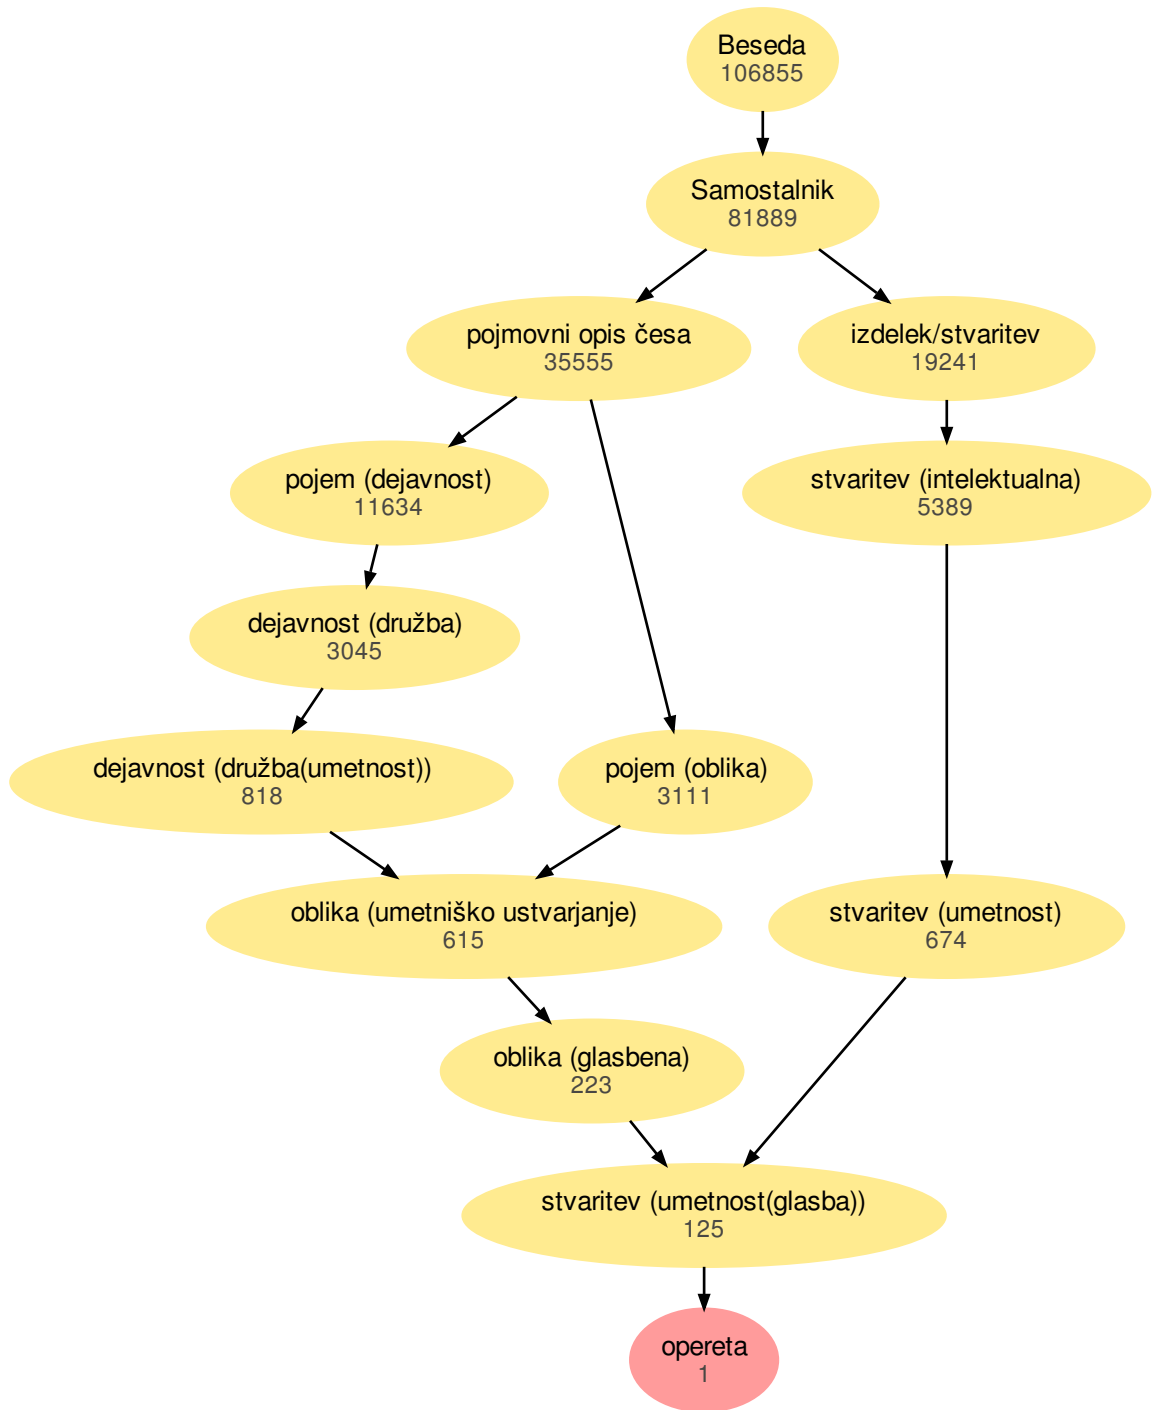 Beseda
106855
Samostalnik
81889
pojmovni opis česa
35555
izdelek/stvaritev
19241
pojem (dejavnost)
11634
stvaritev (intelektualna)
5389
dejavnost (družba)
3045
dejavnost (družba(umetnost))
818
pojem (oblika)
3111
oblika (umetniško ustvarjanje)
615
stvaritev (umetnost)
674
oblika (glasbena)
223
stvaritev (umetnost(glasba))
125
opereta
1